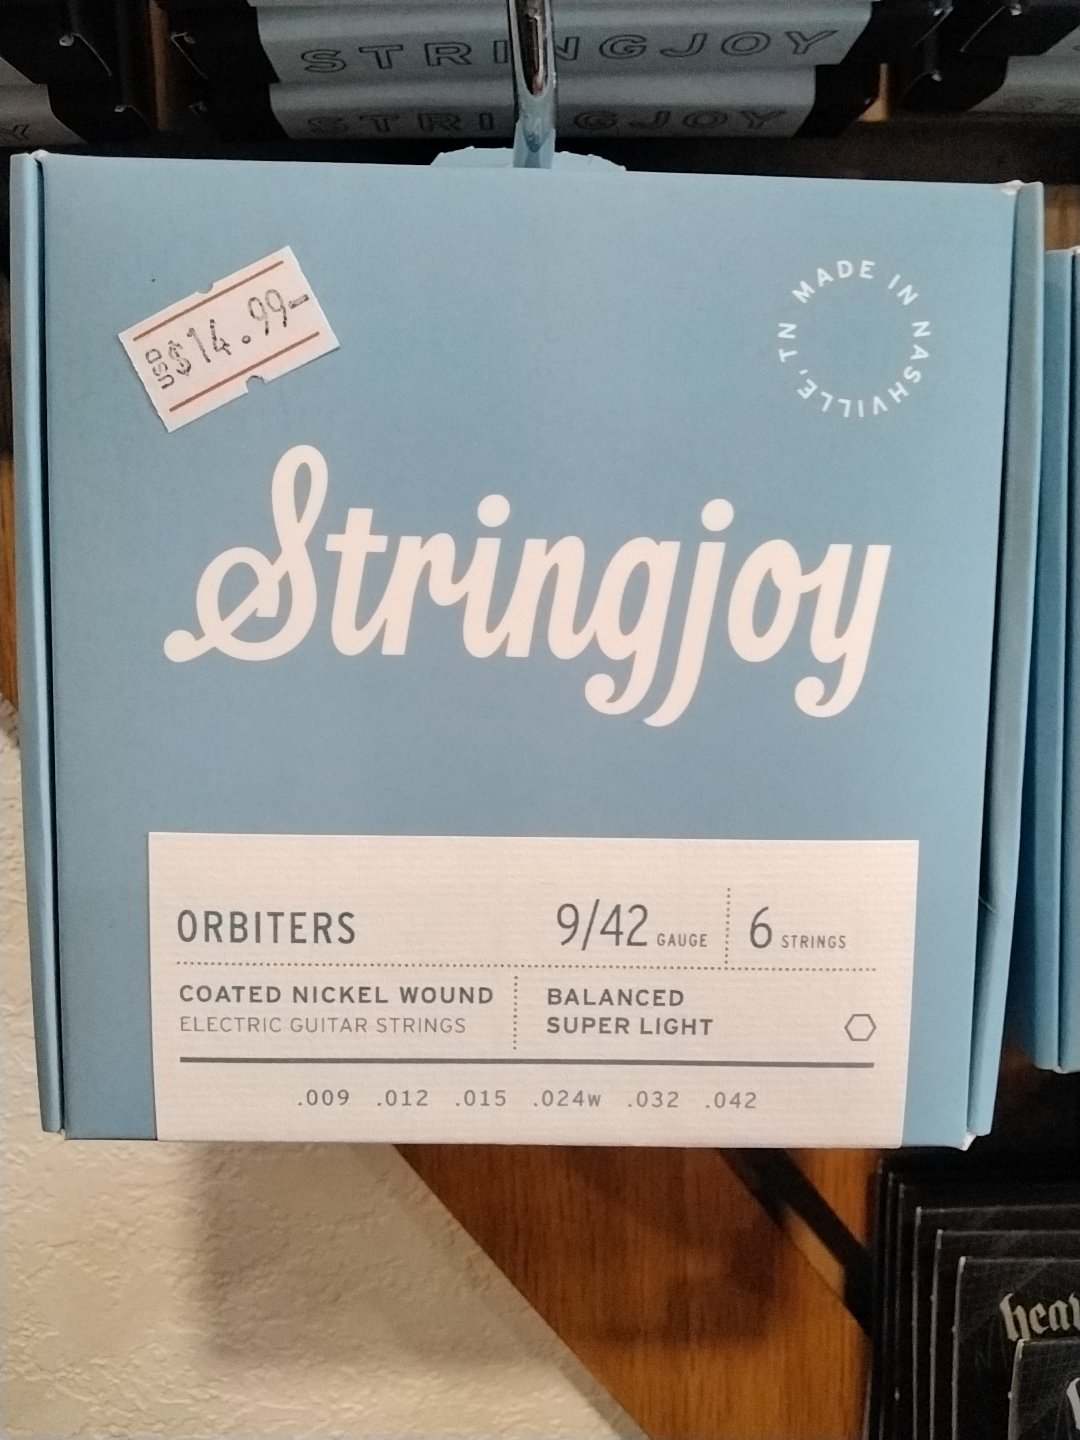 STRINGJOY
STRINGJOY
USD $14.99-
MADE IN NASHVILLE, TN
Stringjoy
ORBITERS
9/42 GAUGE
6 STRINGS
COATED NICKEL WOUND
ELECTRIC GUITAR STRINGS
BALANCED
SUPER LIGHT
.009 .012 .015 .024w .032 .042